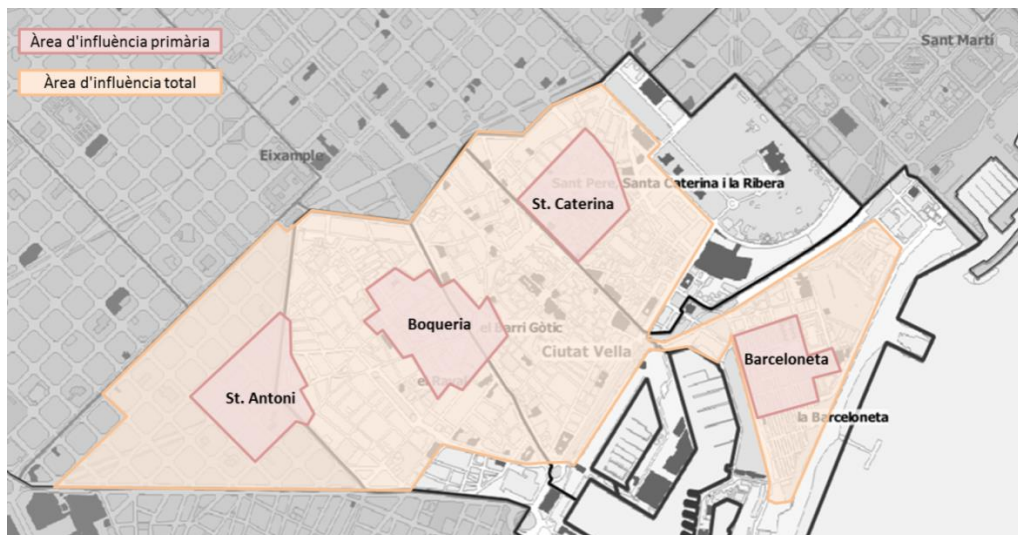 Àrea d'influència primària
Àrea d'influència total
Sant Martí
Eixample
Sant Pere, Santa Caterina i la Ribera
St. Caterina
Boqueria
el Barri Gòtic
Ciutat Vella
Barceloneta
el Raval
St. Antoni
la Barceloneta